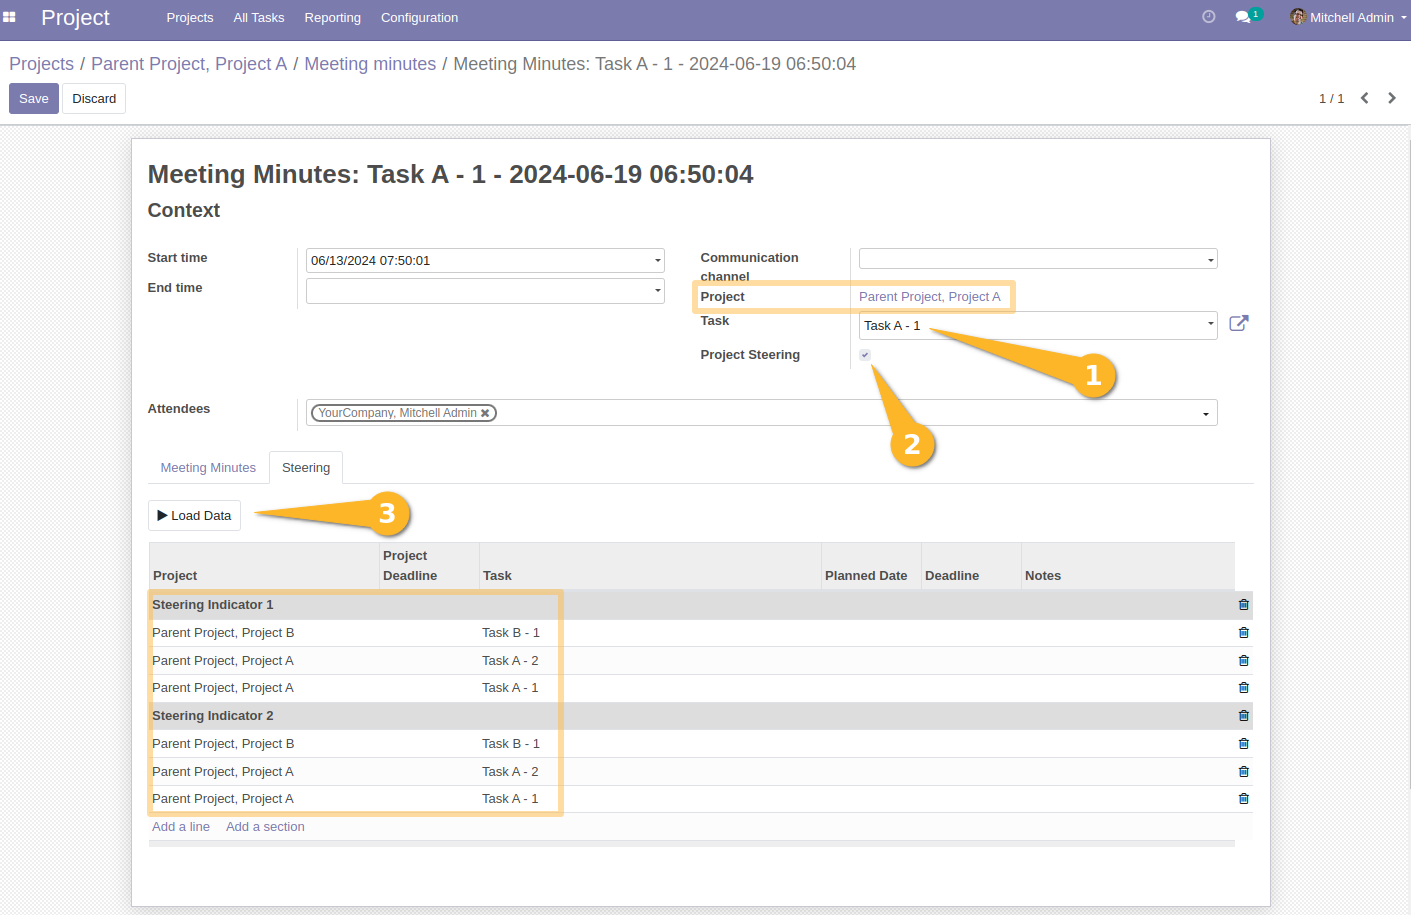 Project
Projects All Tasks Reporting Configuration
1 Mitchell Admin
Projects / Parent Project, Project A / Meeting minutes / Meeting Minutes: Task A - 1 - 2024-06-19 06:50:04
Save Discard
1 / 1
Meeting Minutes: Task A - 1 - 2024-06-19 06:50:04
Context
Start time 06/13/2024 07:50:01
End time
Communication channel
Project Parent Project, Project A
Task Task A - 1
Project Steering
1
2
Attendees YourCompany, Mitchell Admin
Meeting Minutes Steering
Load Data
3
Project Project Deadline Task Planned Date Deadline Notes
Steering Indicator 1
Parent Project, Project B Task B - 1
Parent Project, Project A Task A - 2
Parent Project, Project A Task A - 1
Steering Indicator 2
Parent Project, Project B Task B - 1
Parent Project, Project A Task A - 2
Parent Project, Project A Task A - 1
Add a line Add a section